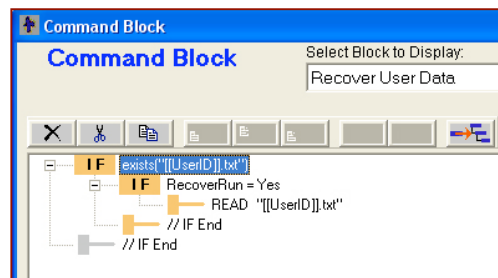 Command Block
Command Block
Select Block to Display:
Recover User Data
IF exists("[[UserID]].txt")
IF RecoverRun = Yes
READ "[[UserID]].txt"
// IF End
// IF End